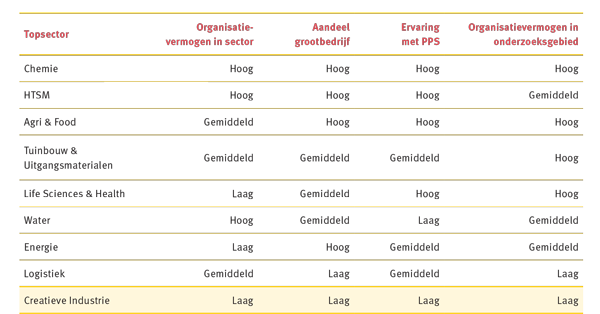 Topsector Organisatie- Aandeel Ervaring Organisatievermogen in
vermogen in sector grootbedrijf met PPS onderzoeksgebied
Chemie Hoog Hoog Hoog Hoog
HTSM Hoog Hoog Hoog Gemiddeld
Agri & Food Gemiddeld Hoog Hoog Hoog
Tuinbouw &
Uitgangsmaterialen Gemiddeld Gemiddeld Gemiddeld Hoog
Life Sciences & Health Laag Gemiddeld Hoog Hoog
Water Hoog Gemiddeld Laag Gemiddeld
Energie Laag Hoog Gemiddeld Gemiddeld
Logistiek Gemiddeld Laag Gemiddeld Laag
Creatieve Industrie Laag Laag Laag Laag